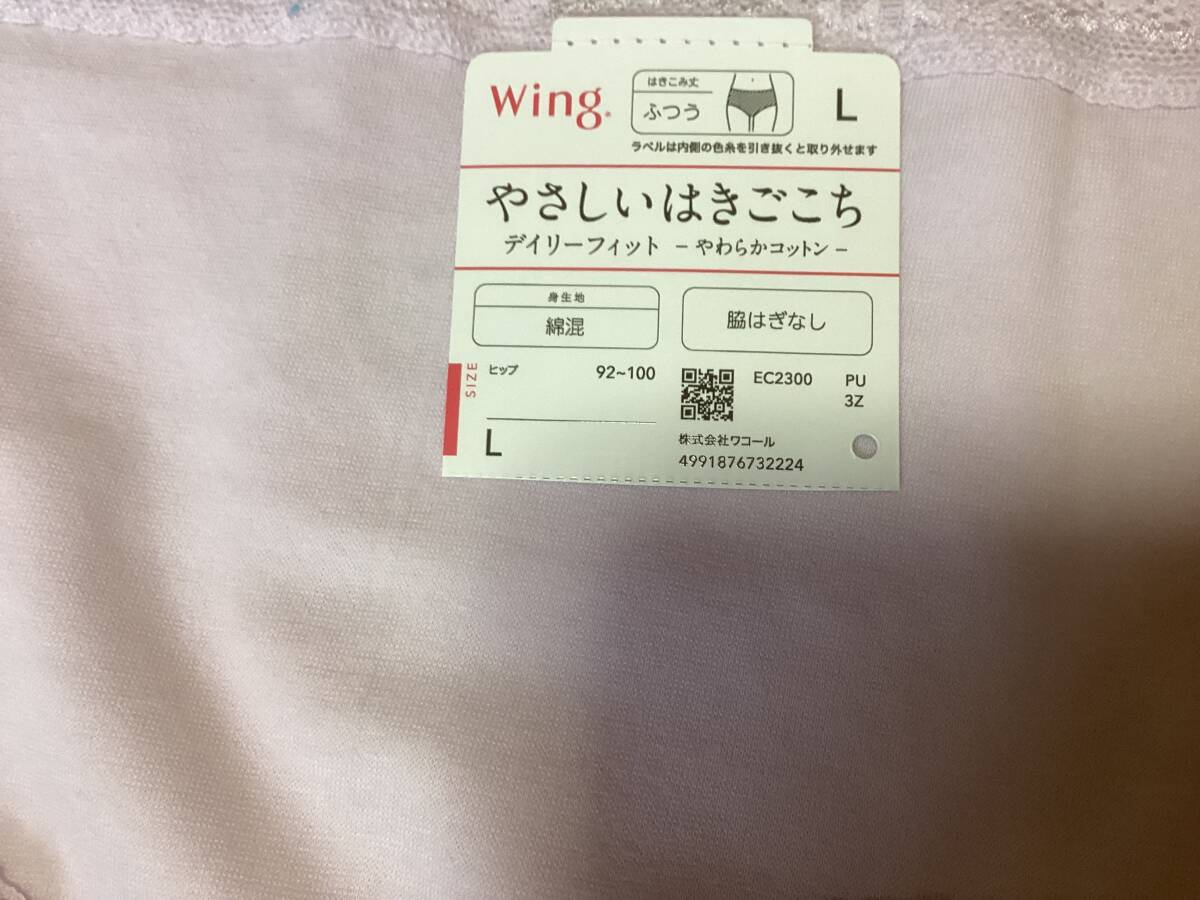 Wing®
はきこみ丈
ふつう
L
ラベルは内側の色糸を引き抜くと取り外せます
やさしいはきごこち
デイリーフィット −やわらかコットン−
身生地
綿混
脇はぎなし
SIZE
ヒップ 92~100
L
EC2300 PU
3Z
株式会社ワコール
4991876732224